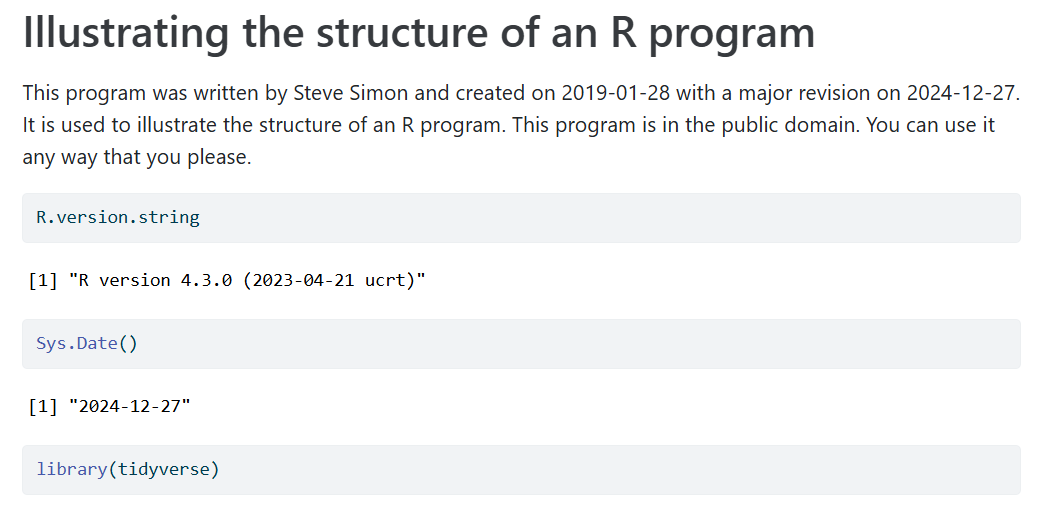 Illustrating the structure of an R program
This program was written by Steve Simon and created on 2019-01-28 with a major revision on 2024-12-27.
It is used to illustrate the structure of an R program. This program is in the public domain. You can use it
any way that you please.
R.version.string
[1] "R version 4.3.0 (2023-04-21 ucrt)"
Sys.Date()
[1] "2024-12-27"
library(tidyverse)